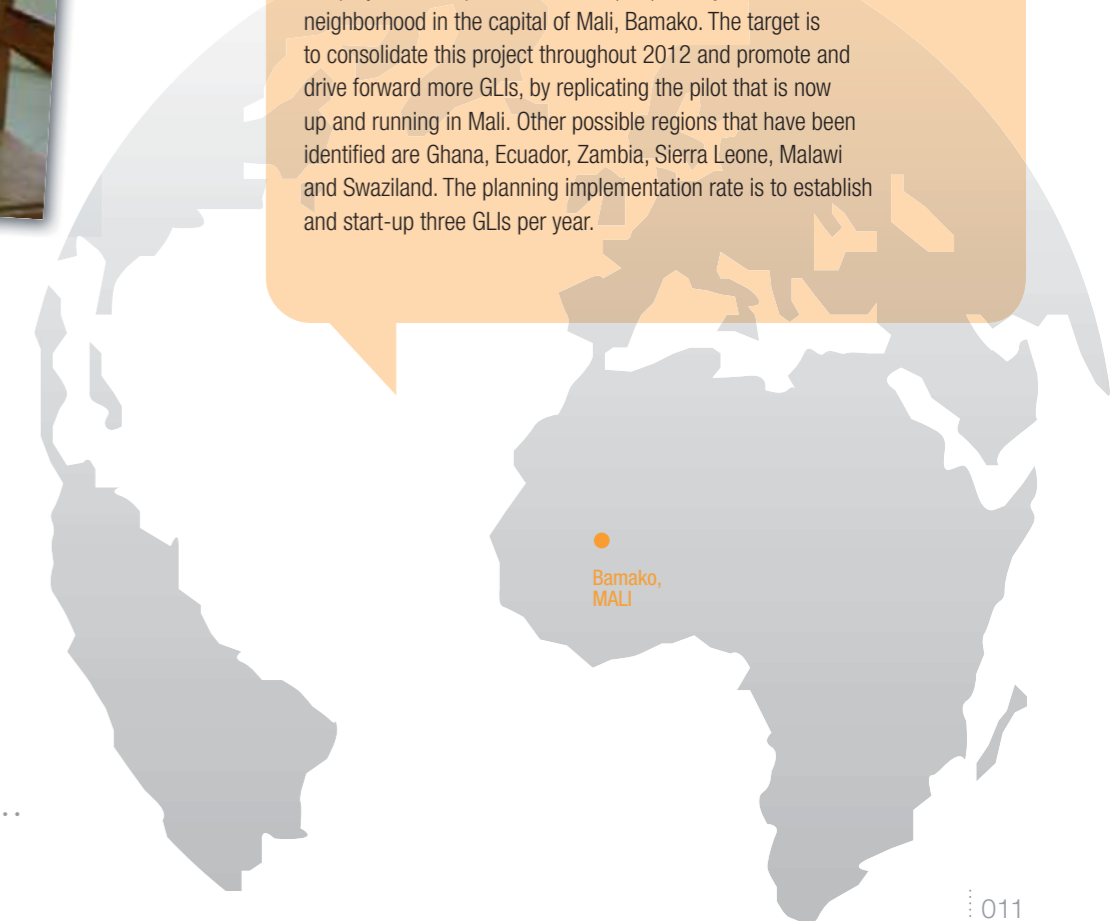 neighborhood in the capital of Mali, Bamako. The target is
to consolidate this project throughout 2012 and promote and
drive forward more GLIs, by replicating the pilot that is now
up and running in Mali. Other possible regions that have been
identified are Ghana, Ecuador, Zambia, Sierra Leone, Malawi
and Swaziland. The planning implementation rate is to establish
and start-up three GLIs per year.
Bamako,
MALI
011